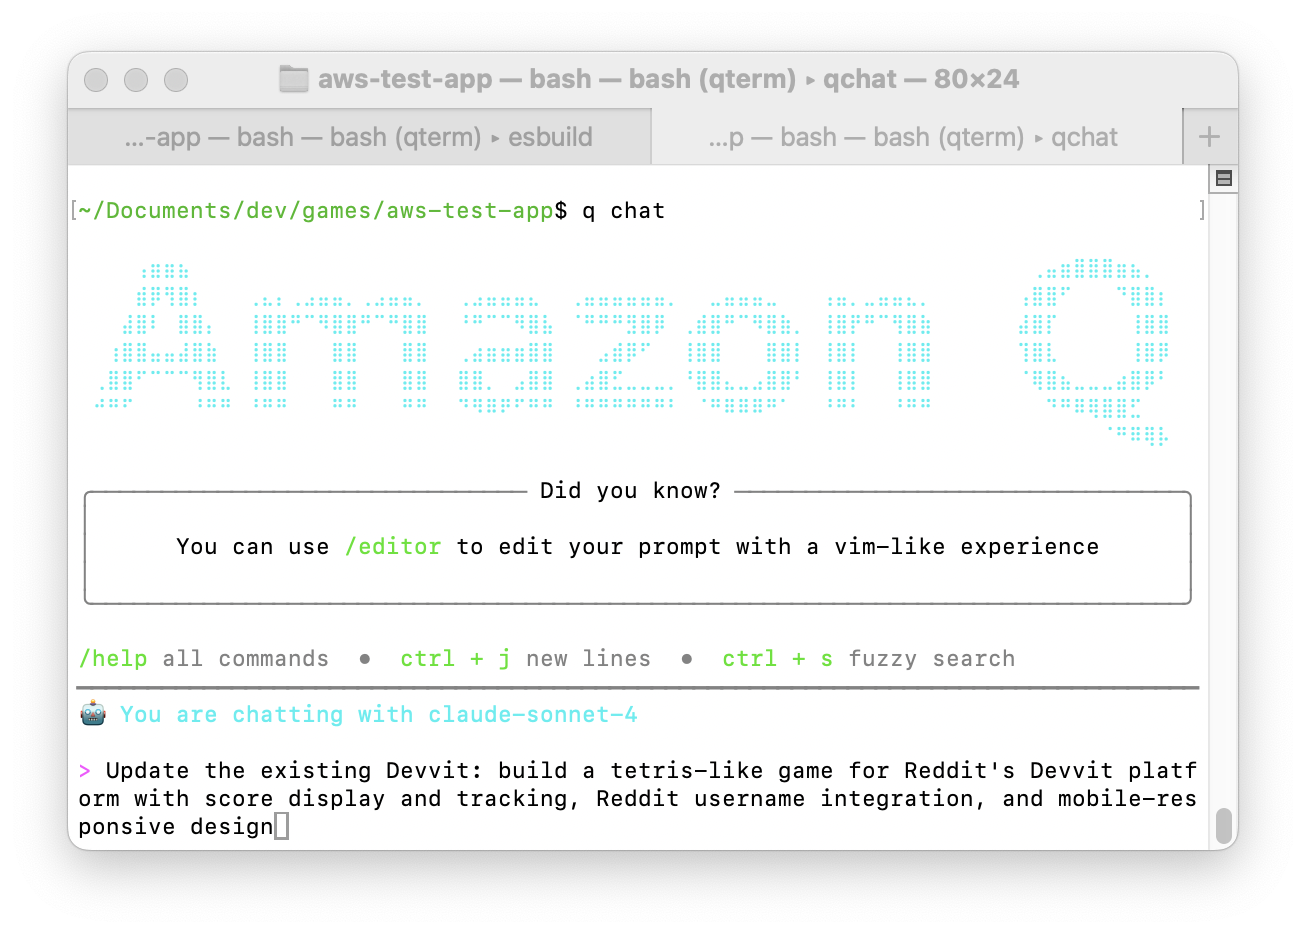 aws-test-app — bash — bash (qterm) ▸ qchat — 80×24
...-app — bash — bash (qterm) ▸ esbuild
...p — bash — bash (qterm) ▸ qchat
+
[~/Documents/dev/games/aws-test-app$ q chat ]
Amazon Q
Did you know?
You can use /editor to edit your prompt with a vim-like experience
/help all commands • ctrl + j new lines • ctrl + s fuzzy search
🤖 You are chatting with claude-sonnet-4
> Update the existing Devvit: build a tetris-like game for Reddit's Devvit platf
orm with score display and tracking, Reddit username integration, and mobile-res
ponsive design